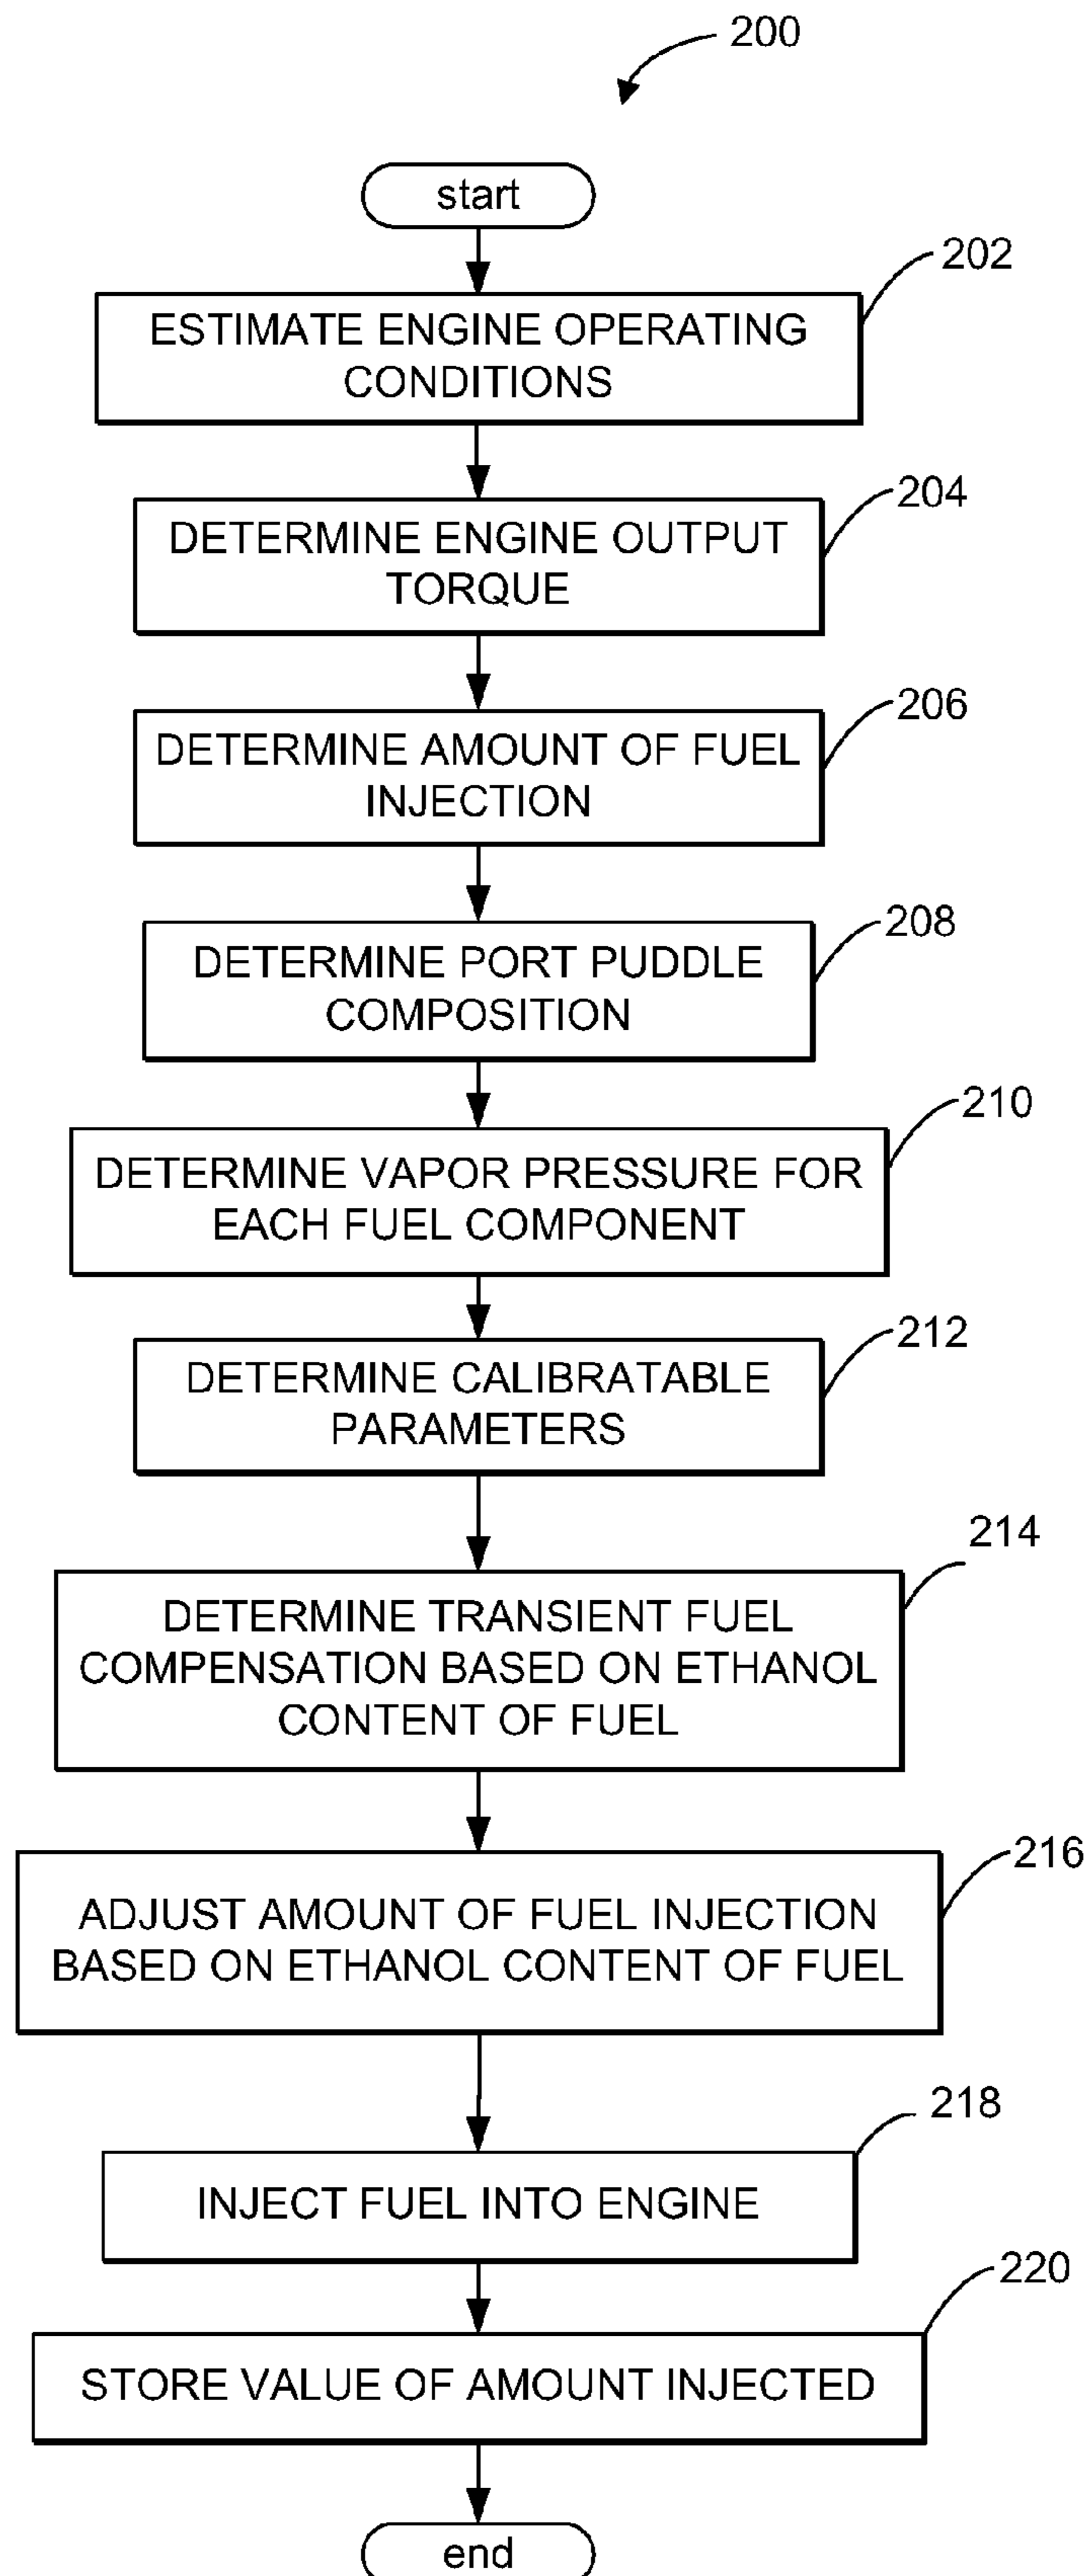 200
start
202
ESTIMATE ENGINE OPERATING
CONDITIONS
204
DETERMINE ENGINE OUTPUT
TORQUE
206
DETERMINE AMOUNT OF FUEL
INJECTION
208
DETERMINE PORT PUDDLE
COMPOSITION
210
DETERMINE VAPOR PRESSURE FOR
EACH FUEL COMPONENT
212
DETERMINE CALIBRATABLE
PARAMETERS
214
DETERMINE TRANSIENT FUEL
COMPENSATION BASED ON ETHANOL
CONTENT OF FUEL
216
ADJUST AMOUNT OF FUEL INJECTION
BASED ON ETHANOL CONTENT OF FUEL
218
INJECT FUEL INTO ENGINE
220
STORE VALUE OF AMOUNT INJECTED
end